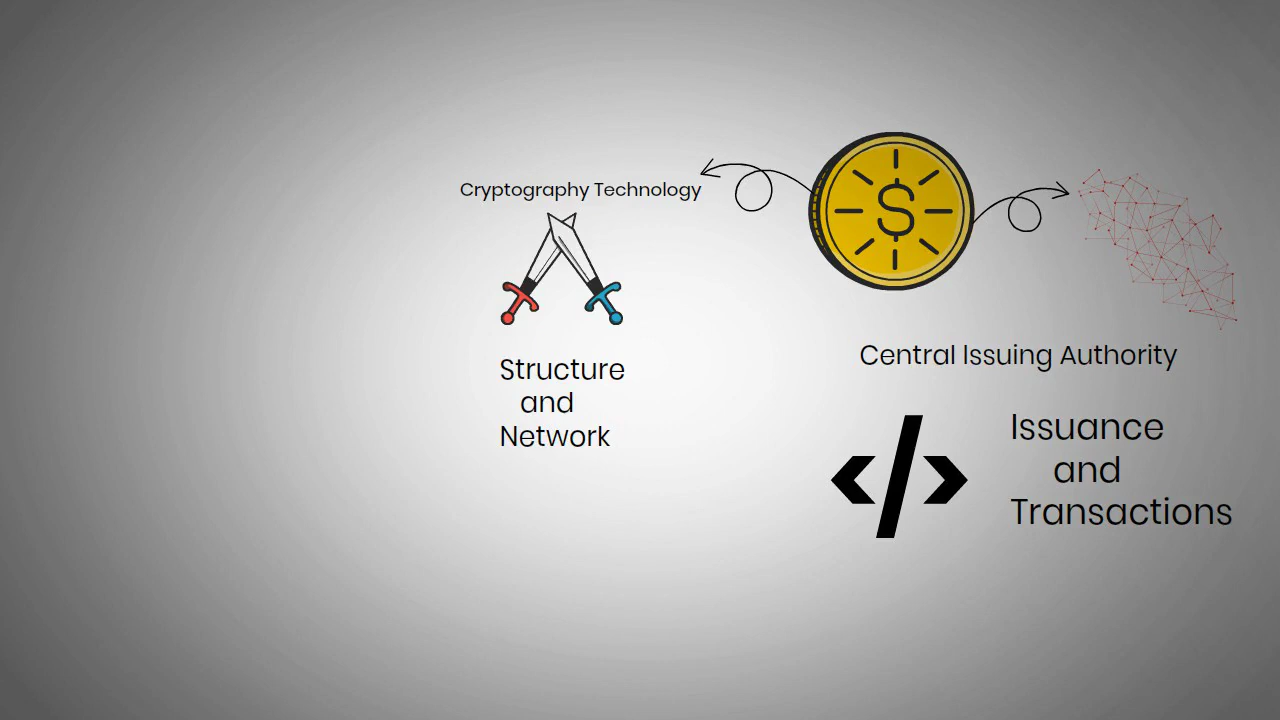 Cryptography Technology
Structure
and
Network
Central Issuing Authority
Issuance
and
Transactions